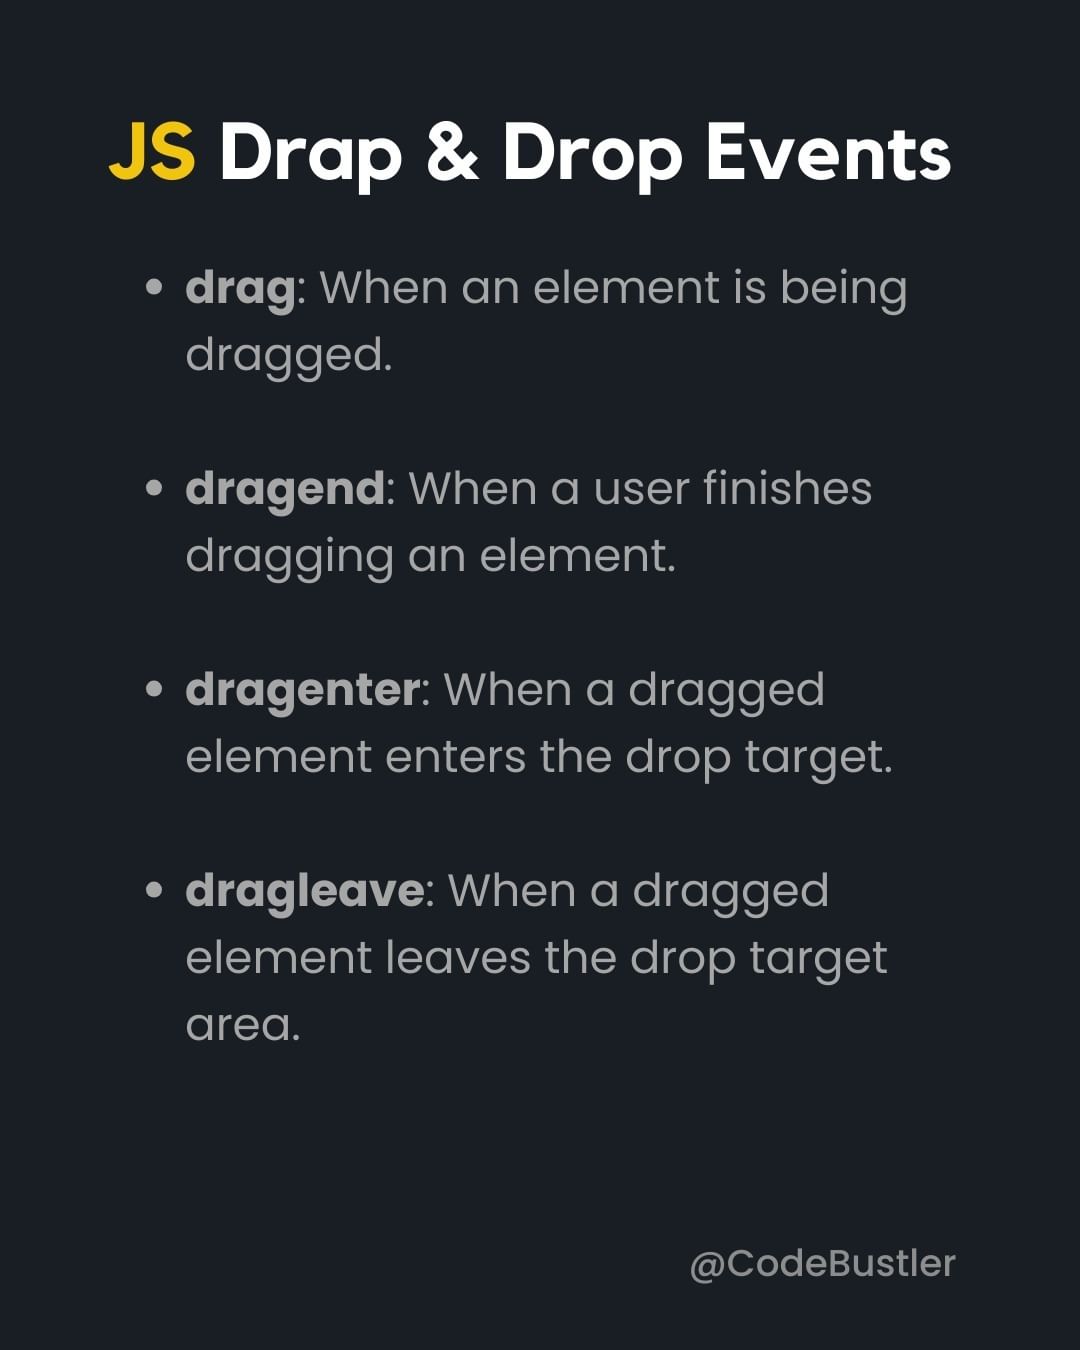 JS Drap & Drop Events
• drag: When an element is being
dragged.
• dragend: When a user finishes
dragging an element.
• dragenter: When a dragged
element enters the drop target.
• dragleave: When a dragged
element leaves the drop target
area.
@CodeBustler